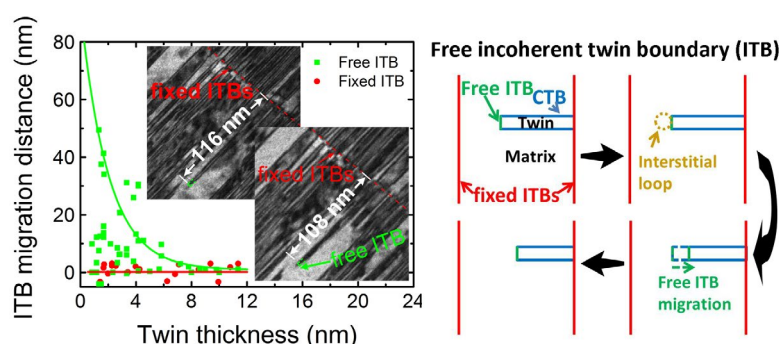 ITB migration distance (nm)
80
60
40
20
0
0 4 8 12 16 20 24
Twin thickness (nm)
Free ITB
Fixed ITB
fixed ITBs
116 nm
fixed ITBs
108 nm
free ITB
Free incoherent twin boundary (ITB)
Free ITB
CTB
Twin
Matrix
fixed ITBs
Interstitial
loop
Free ITB
migration